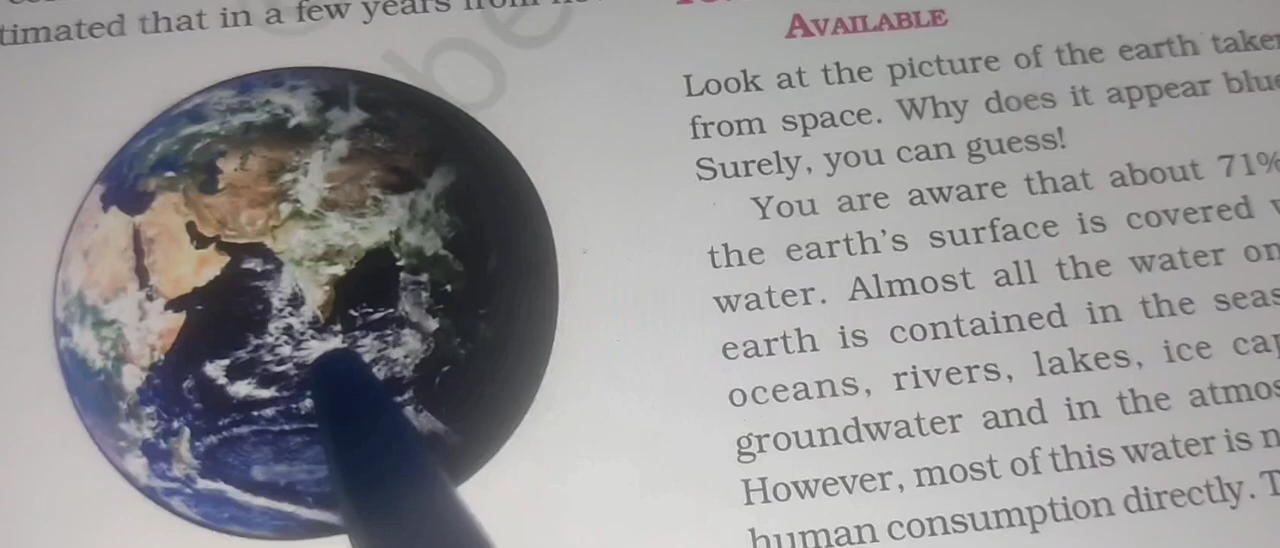 timated that in a few years from
AVAILABLE
Look at the picture of the earth taken
from space. Why does it appear blue
Surely, you can guess!
You are aware that about 71%
the earth's surface is covered
water. Almost all the water on
earth is contained in the seas
oceans, rivers, lakes, ice cap
groundwater and in the atmos
However, most of this water is n
human consumption directly. T